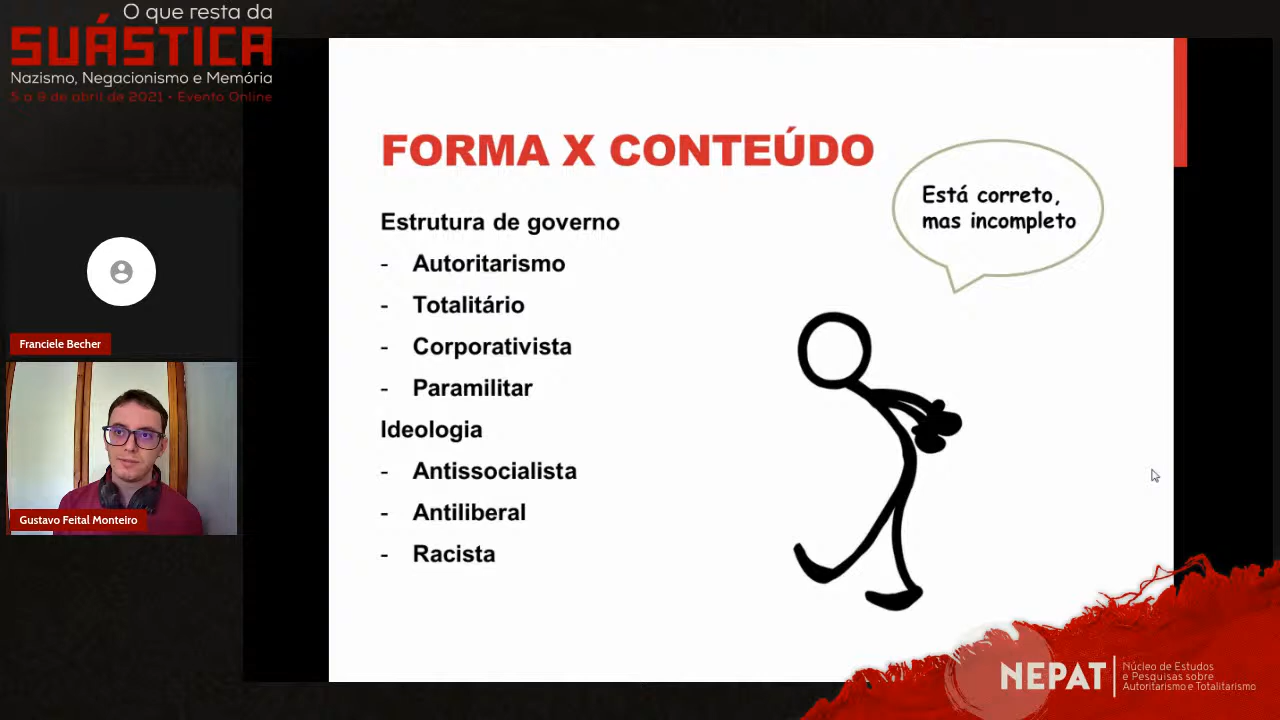 O que resta da
SUÁSTICA
Nazismo, Negacionismo e Memória
5 a 9 de abril de 2021 • Evento Online
FORMA X CONTEÚDO
Está correto,
mas incompleto
Estrutura de governo
- Autoritarismo
- Totalitário
- Corporativista
- Paramilitar
Ideologia
- Antissocialista
- Antiliberal
- Racista
Franciele Becher
Gustavo Feital Monteiro
NEPAT
Núcleo de Estudos
e Pesquisas sobre
Autoritarismo e Totalitarismo